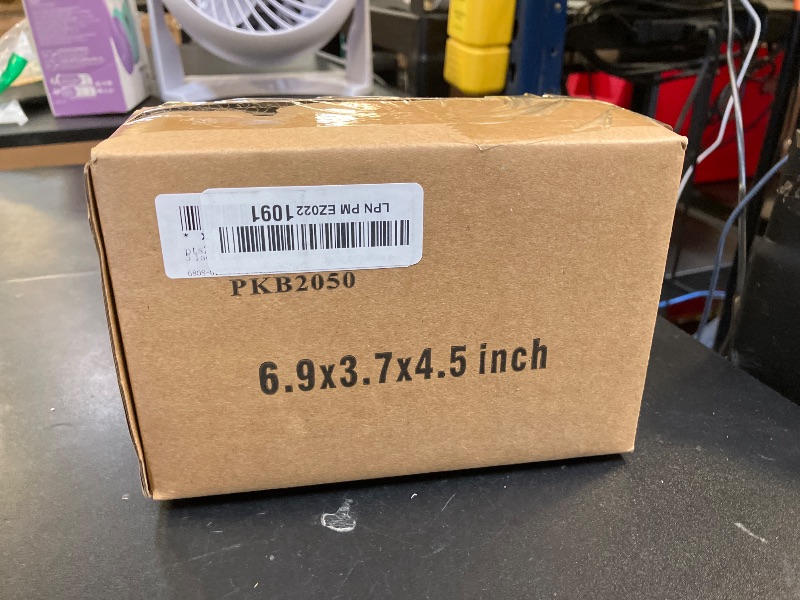 LPN PM EZ0221091
PKB2050
6.9x3.7x4.5 inch